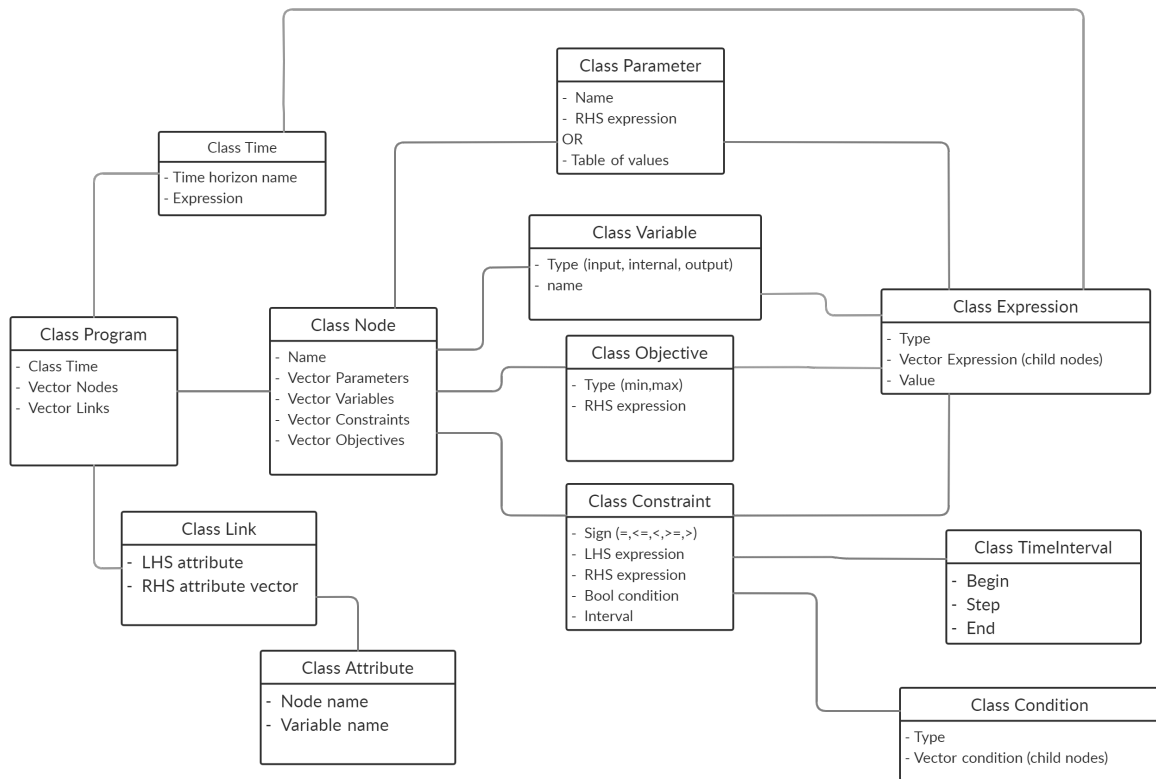 Class Parameter
- Name
- RHS expression
OR
- Table of values
Class Time
- Time horizon name
- Expression
Class Variable
- Type (input, internal, output)
- name
Class Expression
- Type
- Vector Expression (child nodes)
- Value
Class Program
- Class Time
- Vector Nodes
- Vector Links
Class Node
- Name
- Vector Parameters
- Vector Variables
- Vector Constraints
- Vector Objectives
Class Objective
- Type (min,max)
- RHS expression
Class Constraint
- Sign (=,<=,<,>=,>)
- LHS expression
- RHS expression
- Bool condition
- Interval
Class Link
- LHS attribute
- RHS attribute vector
Class TimeInterval
- Begin
- Step
- End
Class Attribute
- Node name
- Variable name
Class Condition
- Type
- Vector condition (child nodes)